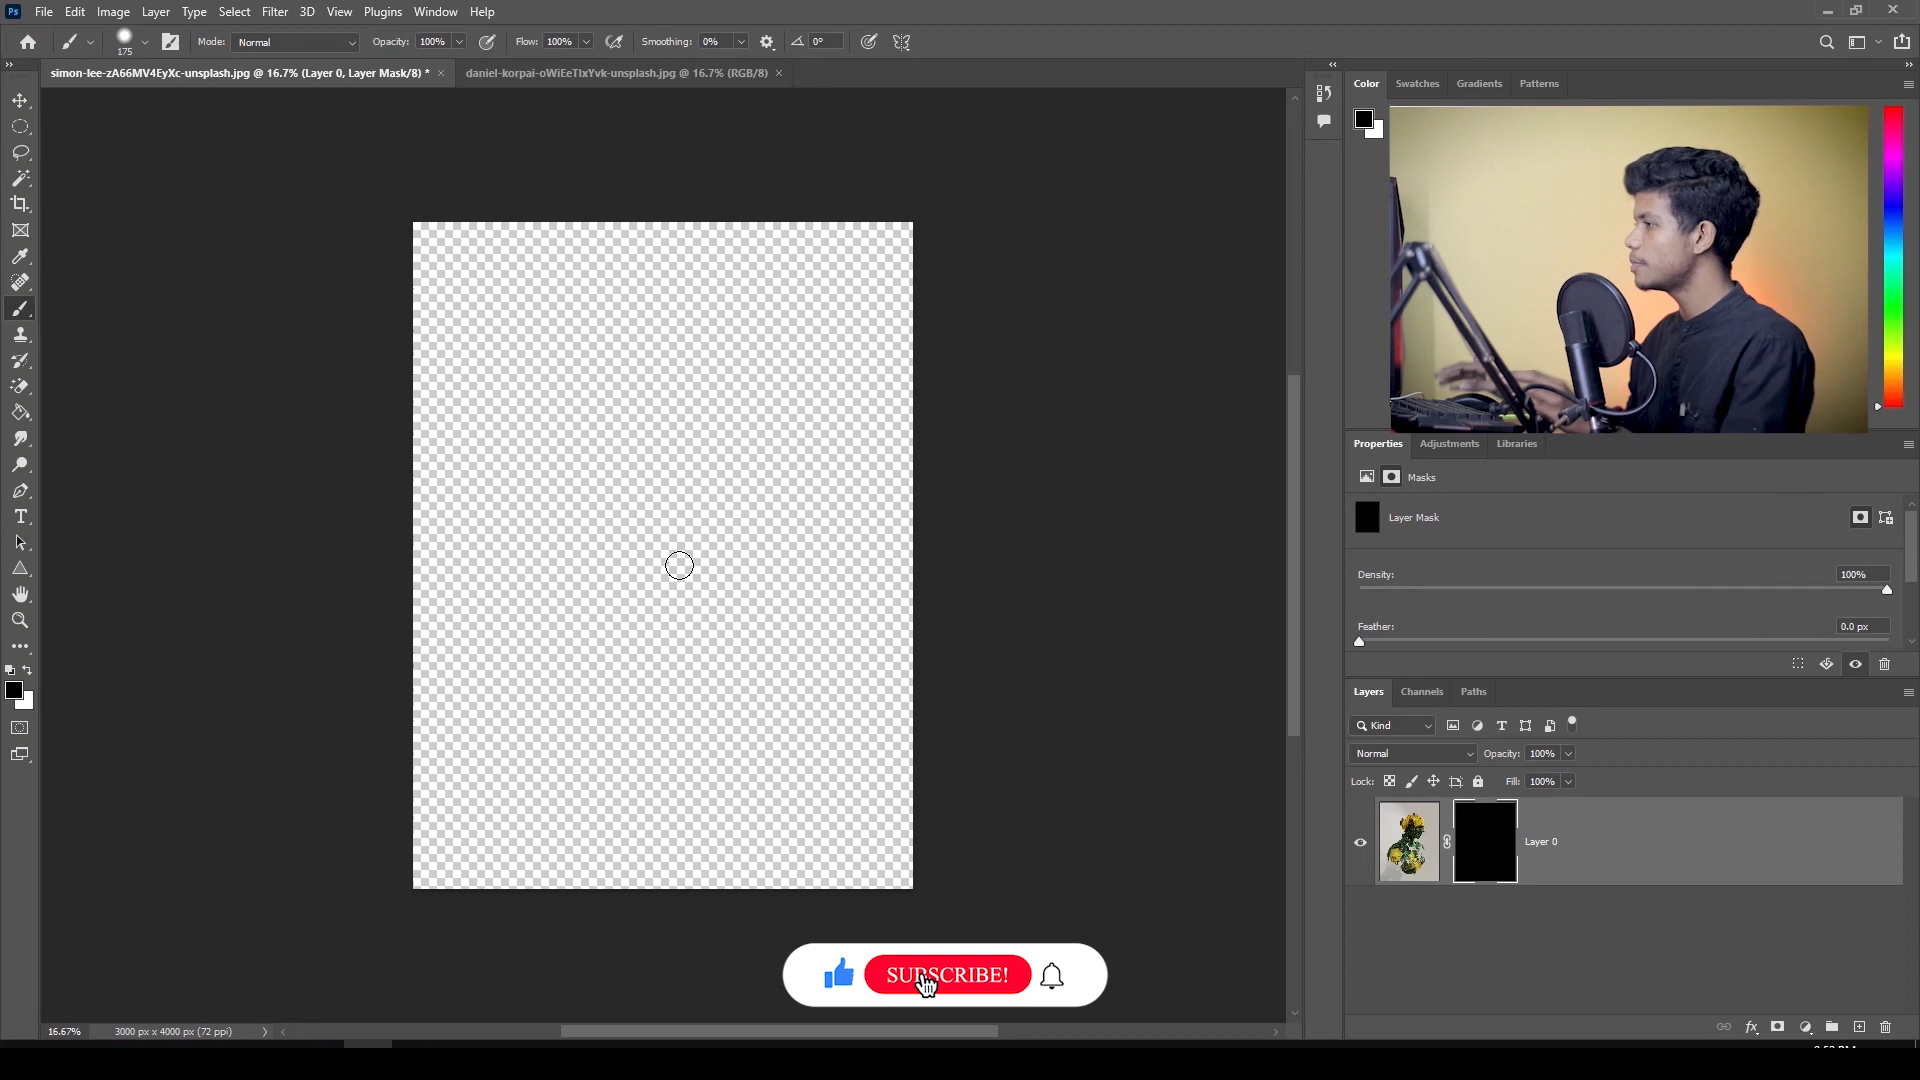 Ps File Edit Image Layer Type Select Filter 3D View Plugins Window Help
175 Mode: Normal Opacity: 100% Flow: 100% Smoothing: 0% 0°
simon-lee-zA66MV4EyXc-unsplash.jpg @ 16.7% (Layer 0, Layer Mask/8) *
daniel-korpai-oWiEeTlxYvk-unsplash.jpg @ 16.7% (RGB/8)
Color Swatches Gradients Patterns
Properties Adjustments Libraries
Masks
Layer Mask
Density: 100%
Feather: 0.0 px
Layers Channels Paths
Kind
Normal Opacity: 100%
Lock: Fill: 100%
Layer 0
SUBSCRIBE!
16.67% 3000 px x 4000 px (72 ppi)